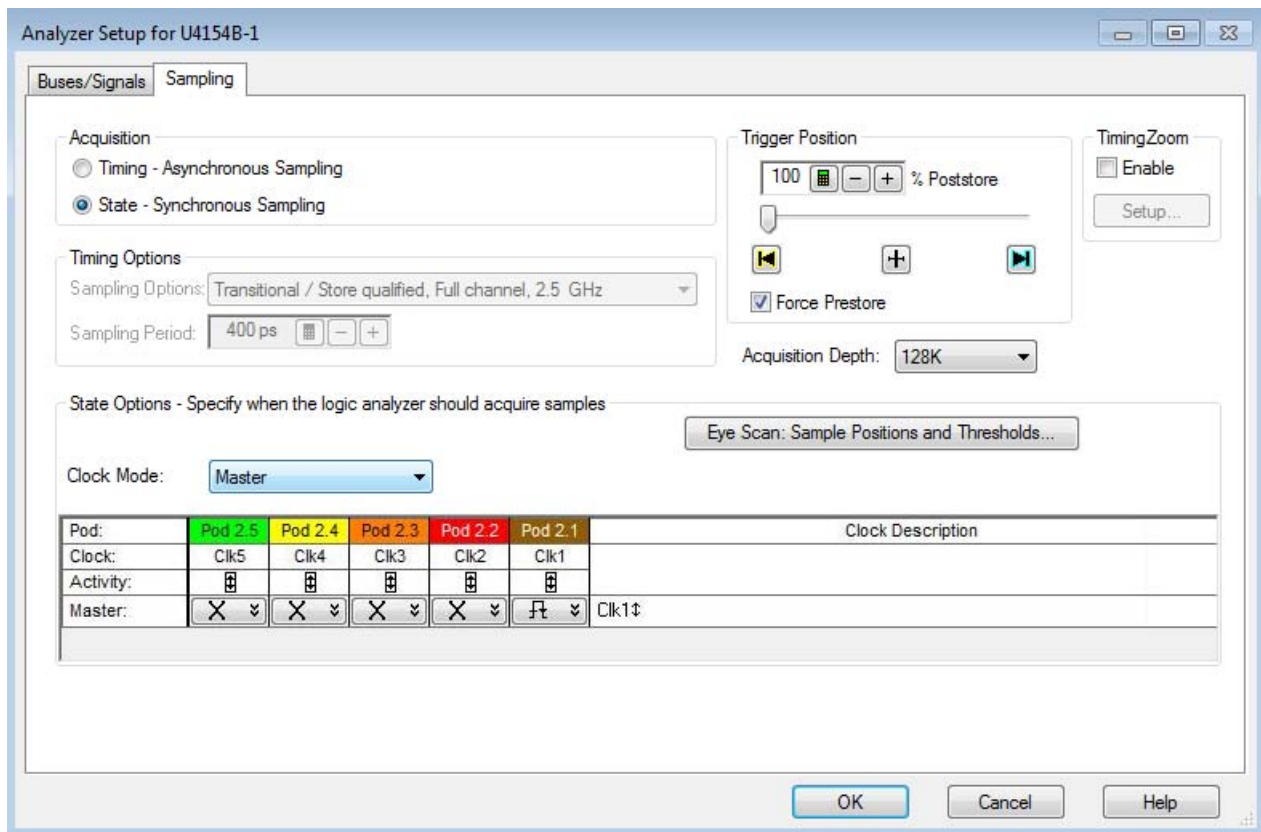 Analyzer Setup for U4154B-1
Buses/Signals Sampling
Acquisition
Timing - Asynchronous Sampling
State - Synchronous Sampling
Timing Options
Sampling Options: Transitional / Store qualified, Full channel, 2.5 GHz
Sampling Period: 400 ps
Trigger Position
100 % Poststore
Force Prestore
TimingZoom
Enable
Setup...
Acquisition Depth: 128K
State Options - Specify when the logic analyzer should acquire samples
Eye Scan: Sample Positions and Thresholds...
Clock Mode: Master
Pod: Pod 2.5 Pod 2.4 Pod 2.3 Pod 2.2 Pod 2.1 Clock Description
Clock: Clk5 Clk4 Clk3 Clk2 Clk1
Activity:
Master: X X X X Clk1↕
OK Cancel Help